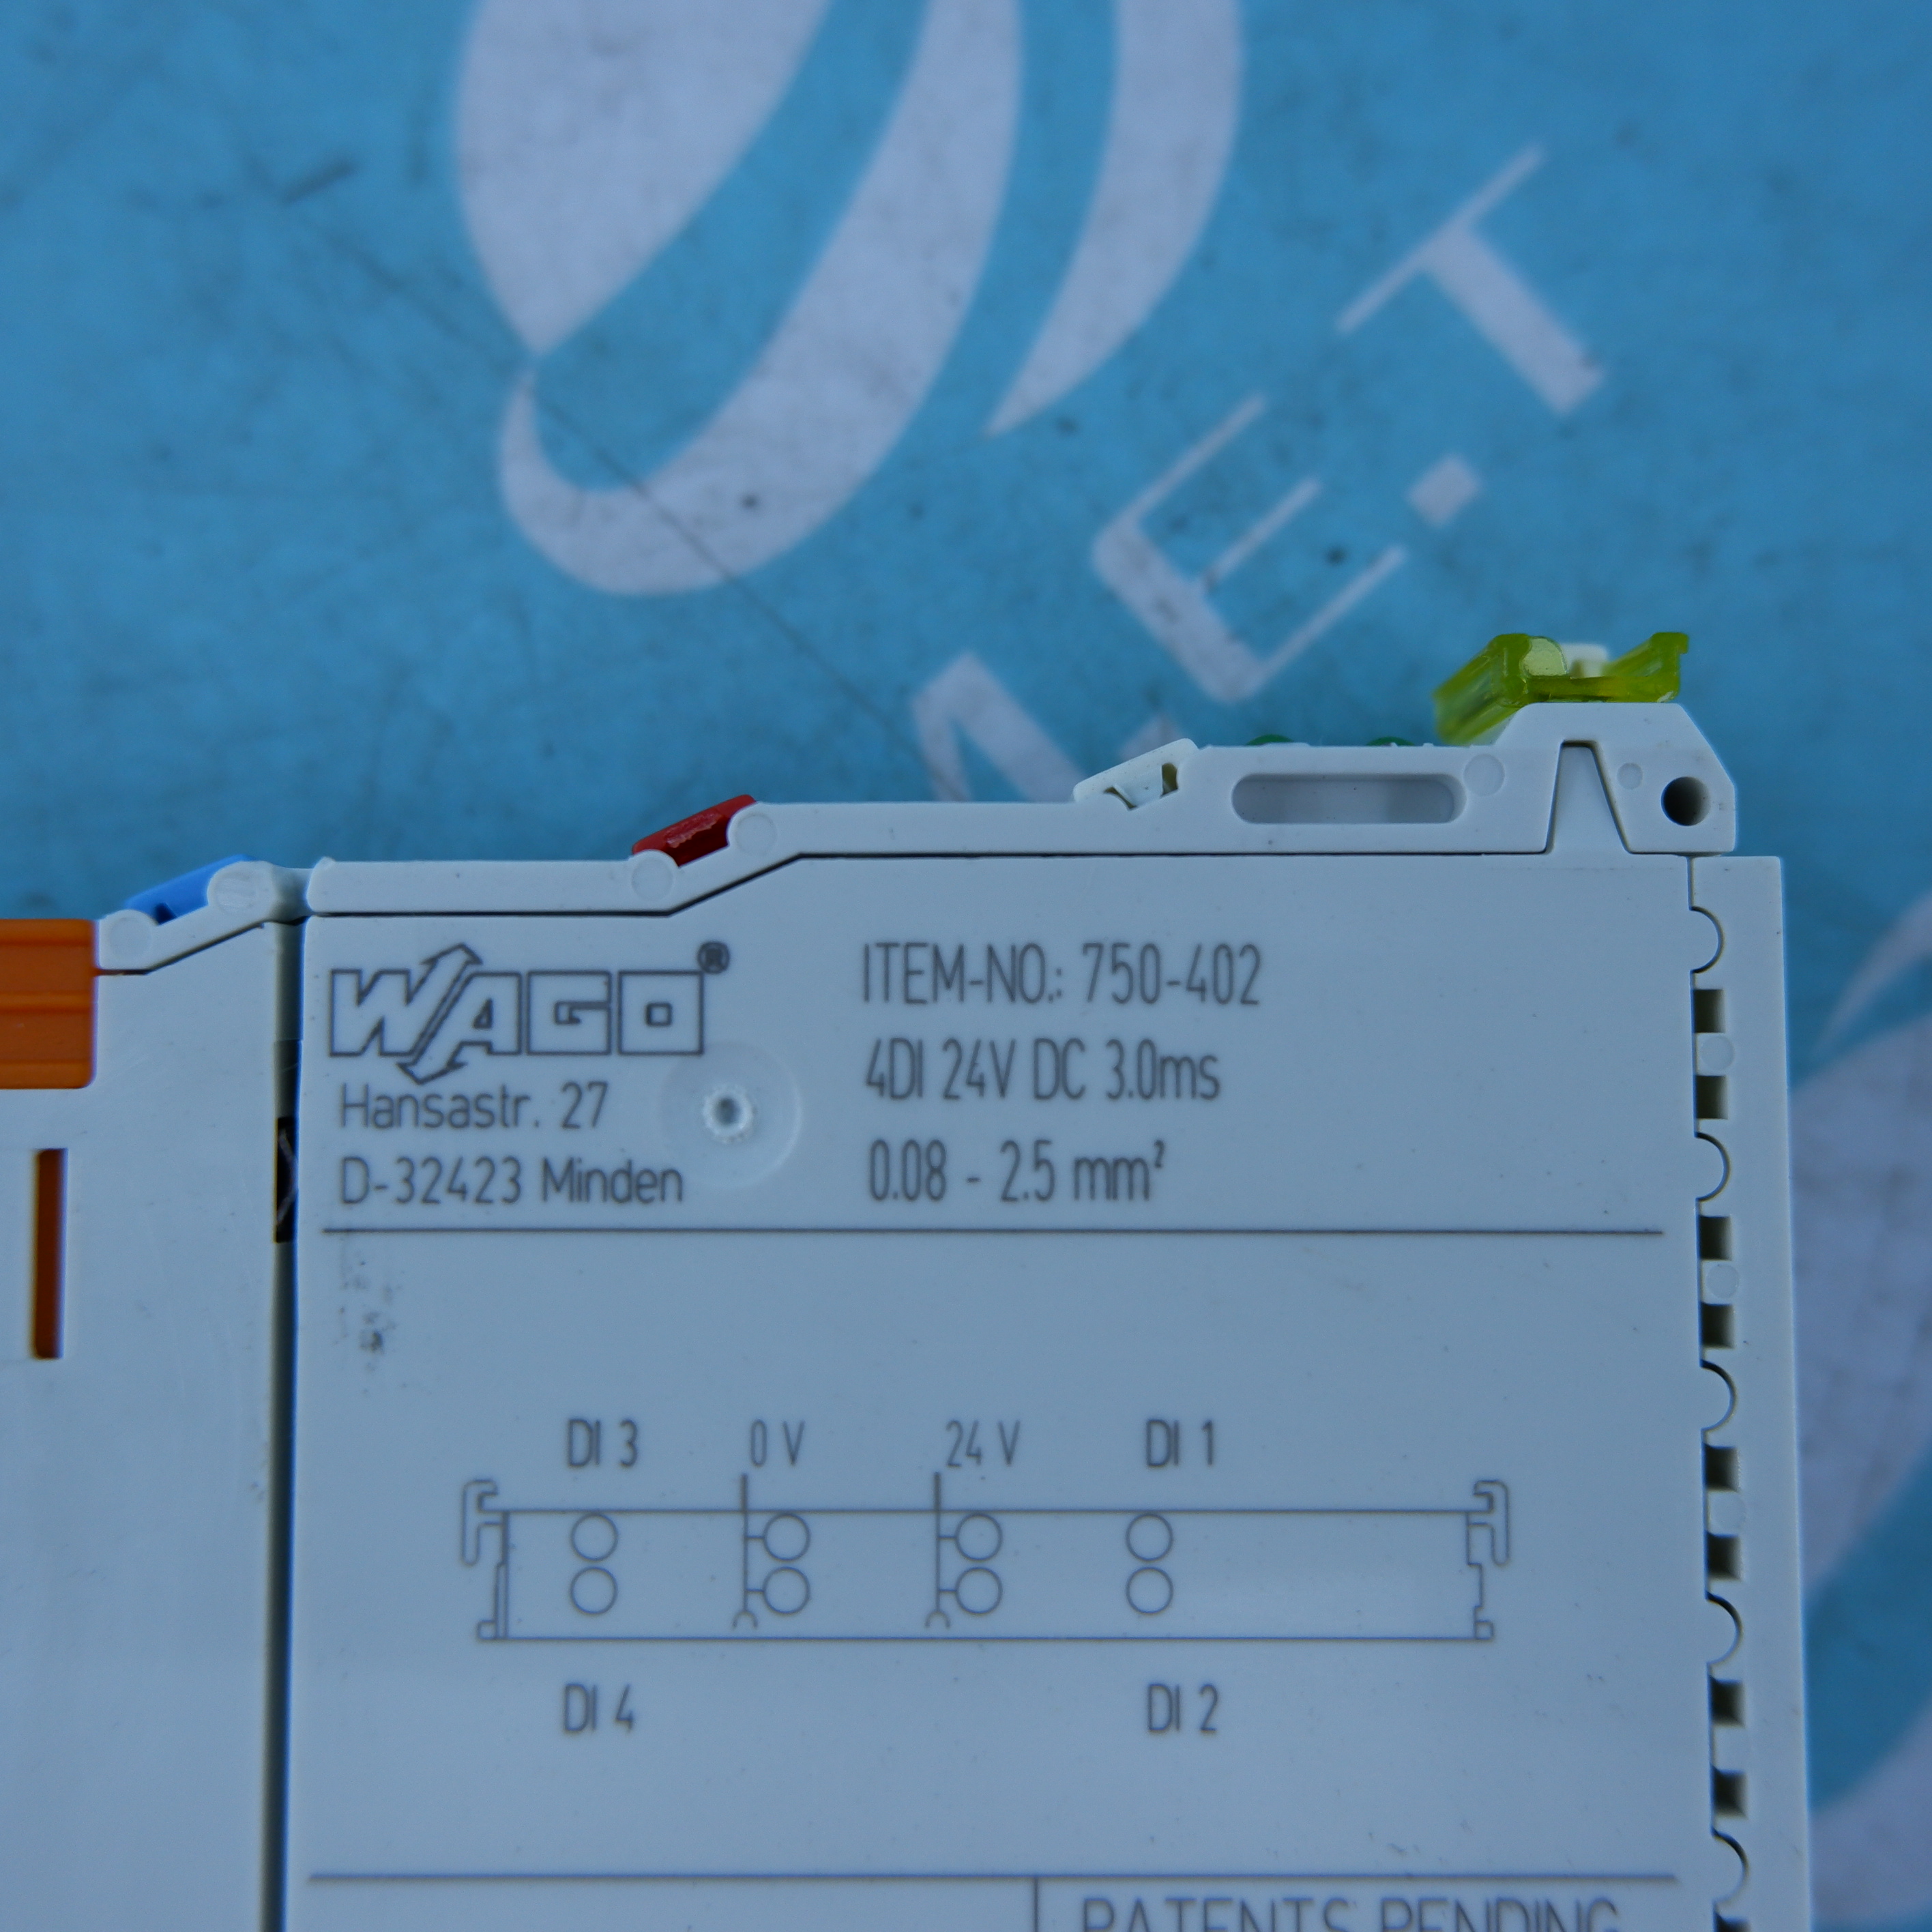 E.T
WAGO®
Hansastr. 27
D-32423 Minden
ITEM-NO.: 750-402
4DI 24V DC 3.0ms
0.08 - 2.5 mm²
DI 3 0 V 24 V DI 1
DI 4 DI 2
PATENTS PENDING